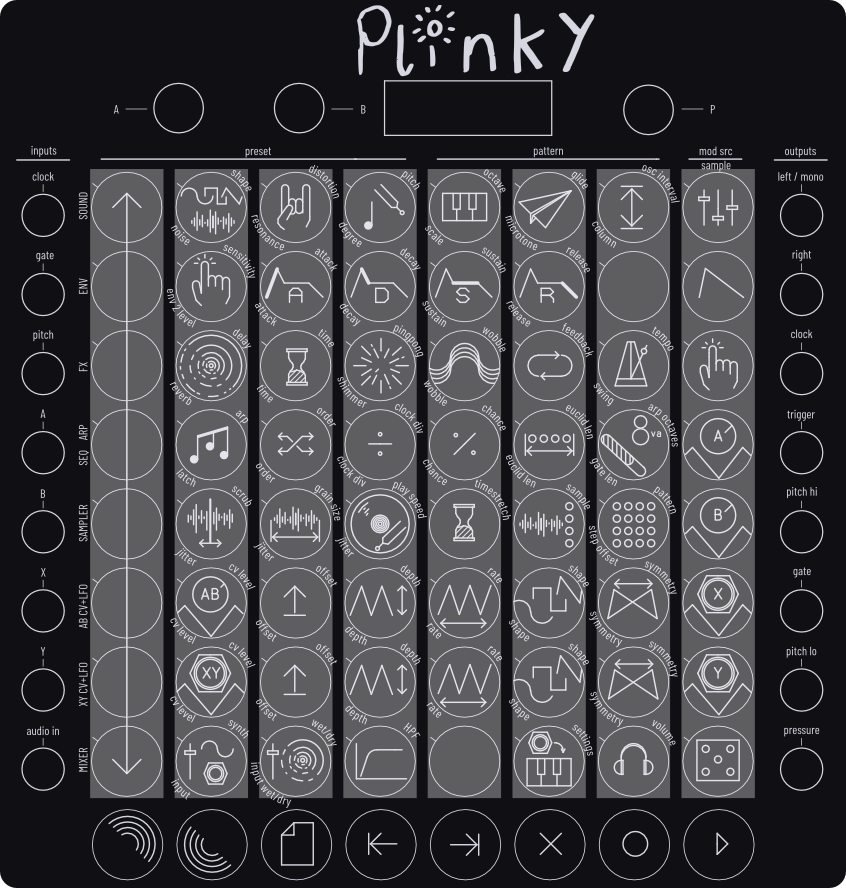 Plinky
A
B
P
inputs
preset
pattern
mod src
outputs
sample
clock
SOUND
shape
noise
distortion
resonance
pitch
degree
octave
scale
glide
microtone
osc interval
column
left / mono
gate
ENV
sensitivity
env 2 level
attack
A
attack
decay
D
decay
sustain
S
sustain
release
R
release
right
pitch
FX
delay
reverb
time
time
pingpong
shimmer
wobble
wobble
feedback
tempo
swing
clock
A
SEQ ARP
arp
latch
order
order
clock div
clock div
chance
%
chance
euclid len
euclid len
arp octaves
8va
gate len
A
trigger
B
SAMPLER
scrub
jitter
grain size
jitter
play speed
jitter
timestretch
sample
pattern
step offset
B
pitch hi
X
AB CV+LFO
cv level
AB
cv level
offset
offset
depth
depth
rate
rate
shape
shape
symmetry
symmetry
X
gate
Y
XY CV+LFO
cv level
XY
cv level
offset
offset
depth
depth
rate
rate
shape
shape
symmetry
symmetry
Y
pitch lo
audio in
MIXER
synth
input
wet/dry
input wet/dry
HPF
settings
volume
pressure